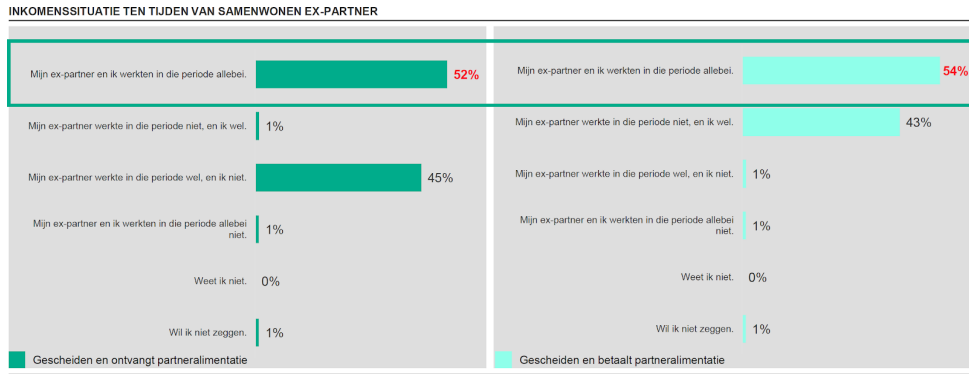 INKOMENSSITUATIE TEN TIJDEN VAN SAMENWONEN EX-PARTNER
Mijn ex-partner en ik werkten in die periode allebei.
52%
Mijn ex-partner werkte in die periode niet, en ik wel.
1%
Mijn ex-partner werkte in die periode wel, en ik niet.
45%
Mijn ex-partner en ik werkten in die periode allebei
niet.
1%
Weet ik niet.
0%
Wil ik niet zeggen.
1%
Gescheiden en ontvangt partneralimentatie
Mijn ex-partner en ik werkten in die periode allebei.
54%
Mijn ex-partner werkte in die periode niet, en ik wel.
43%
Mijn ex-partner werkte in die periode wel, en ik niet.
1%
Mijn ex-partner en ik werkten in die periode allebei
niet.
1%
Weet ik niet.
0%
Wil ik niet zeggen.
1%
Gescheiden en betaalt partneralimentatie